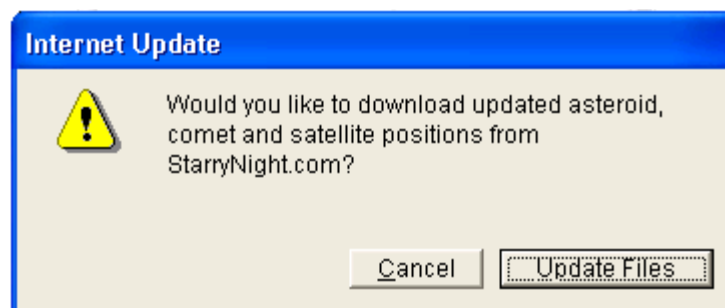 Internet Update
Would you like to download updated asteroid,
comet and satellite positions from
StarryNight.com?
Cancel
Update Files